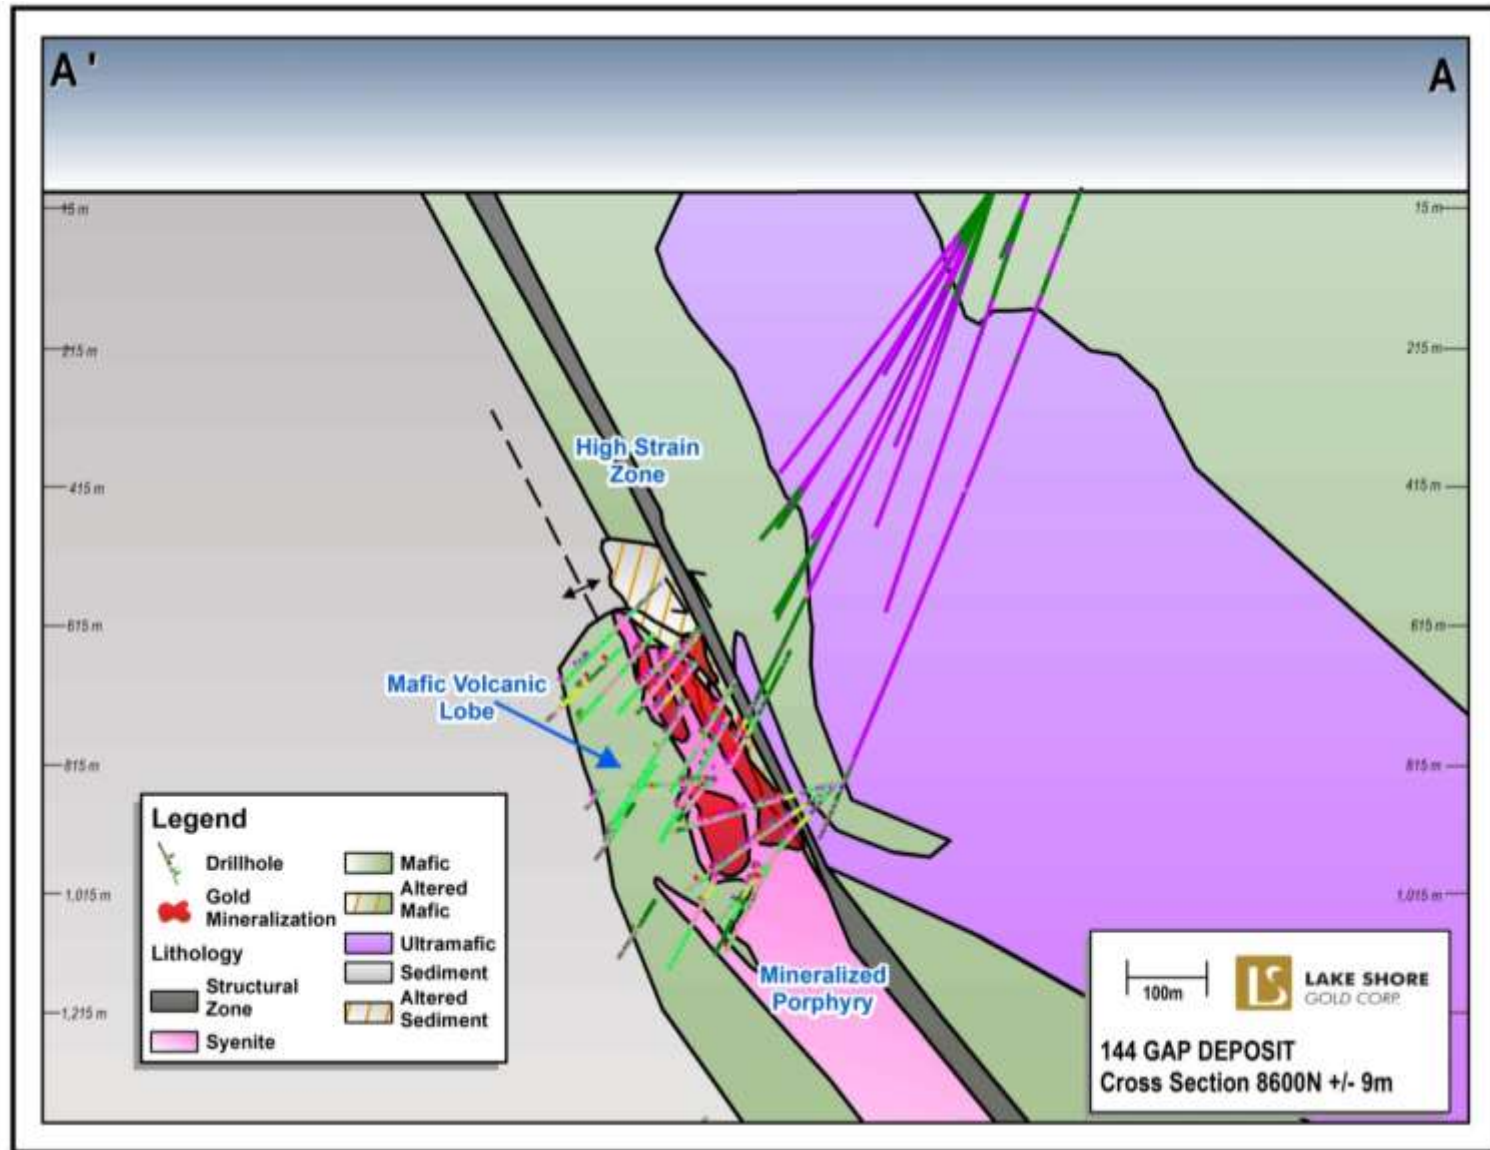 A'
A
15 m
15 m
215 m
215 m
High Strain
Zone
415 m
415 m
615 m
615 m
Mafic Volcanic
Lobe
815 m
815 m
Legend
Drillhole
Gold
Mineralization
Lithology
Structural
Zone
Syenite
Mafic
Altered
Mafic
Ultramafic
Sediment
Altered
Sediment
1,015 m
1,015 m
Mineralized
Porphyry
1,215 m
100m
LS
LAKE SHORE
GOLD CORP.
144 GAP DEPOSIT
Cross Section 8600N +/- 9m